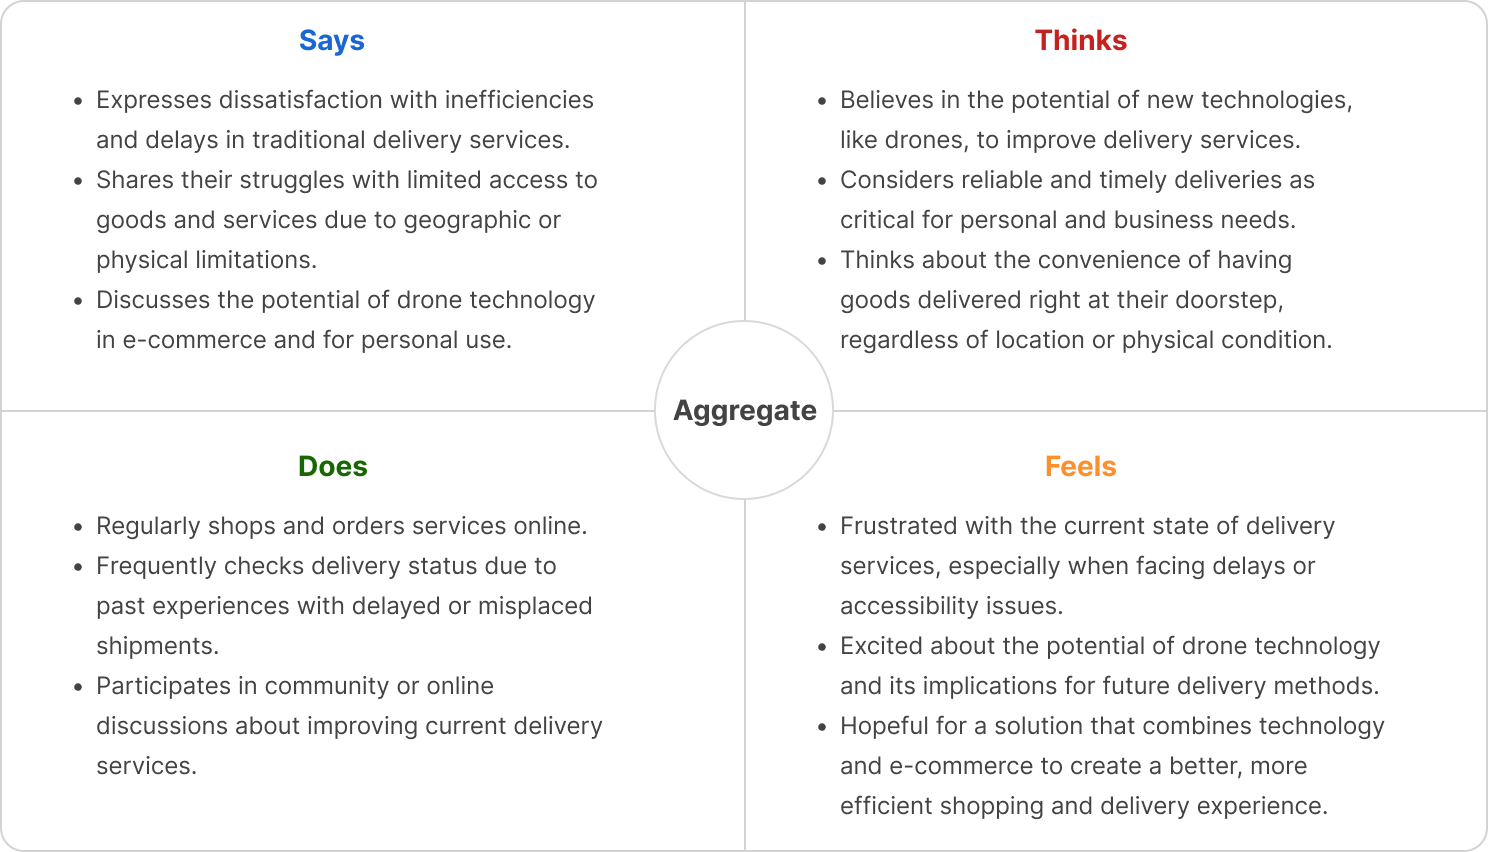 Says
• Expresses dissatisfaction with inefficiencies
and delays in traditional delivery services.
• Shares their struggles with limited access to
goods and services due to geographic or
physical limitations.
• Discusses the potential of drone technology
in e-commerce and for personal use.
Thinks
• Believes in the potential of new technologies,
like drones, to improve delivery services.
• Considers reliable and timely deliveries as
critical for personal and business needs.
• Thinks about the convenience of having
goods delivered right at their doorstep,
regardless of location or physical condition.
Aggregate
Does
• Regularly shops and orders services online.
• Frequently checks delivery status due to
past experiences with delayed or misplaced
shipments.
• Participates in community or online
discussions about improving current delivery
services.
Feels
• Frustrated with the current state of delivery
services, especially when facing delays or
accessibility issues.
• Excited about the potential of drone technology
and its implications for future delivery methods.
• Hopeful for a solution that combines technology
and e-commerce to create a better, more
efficient shopping and delivery experience.